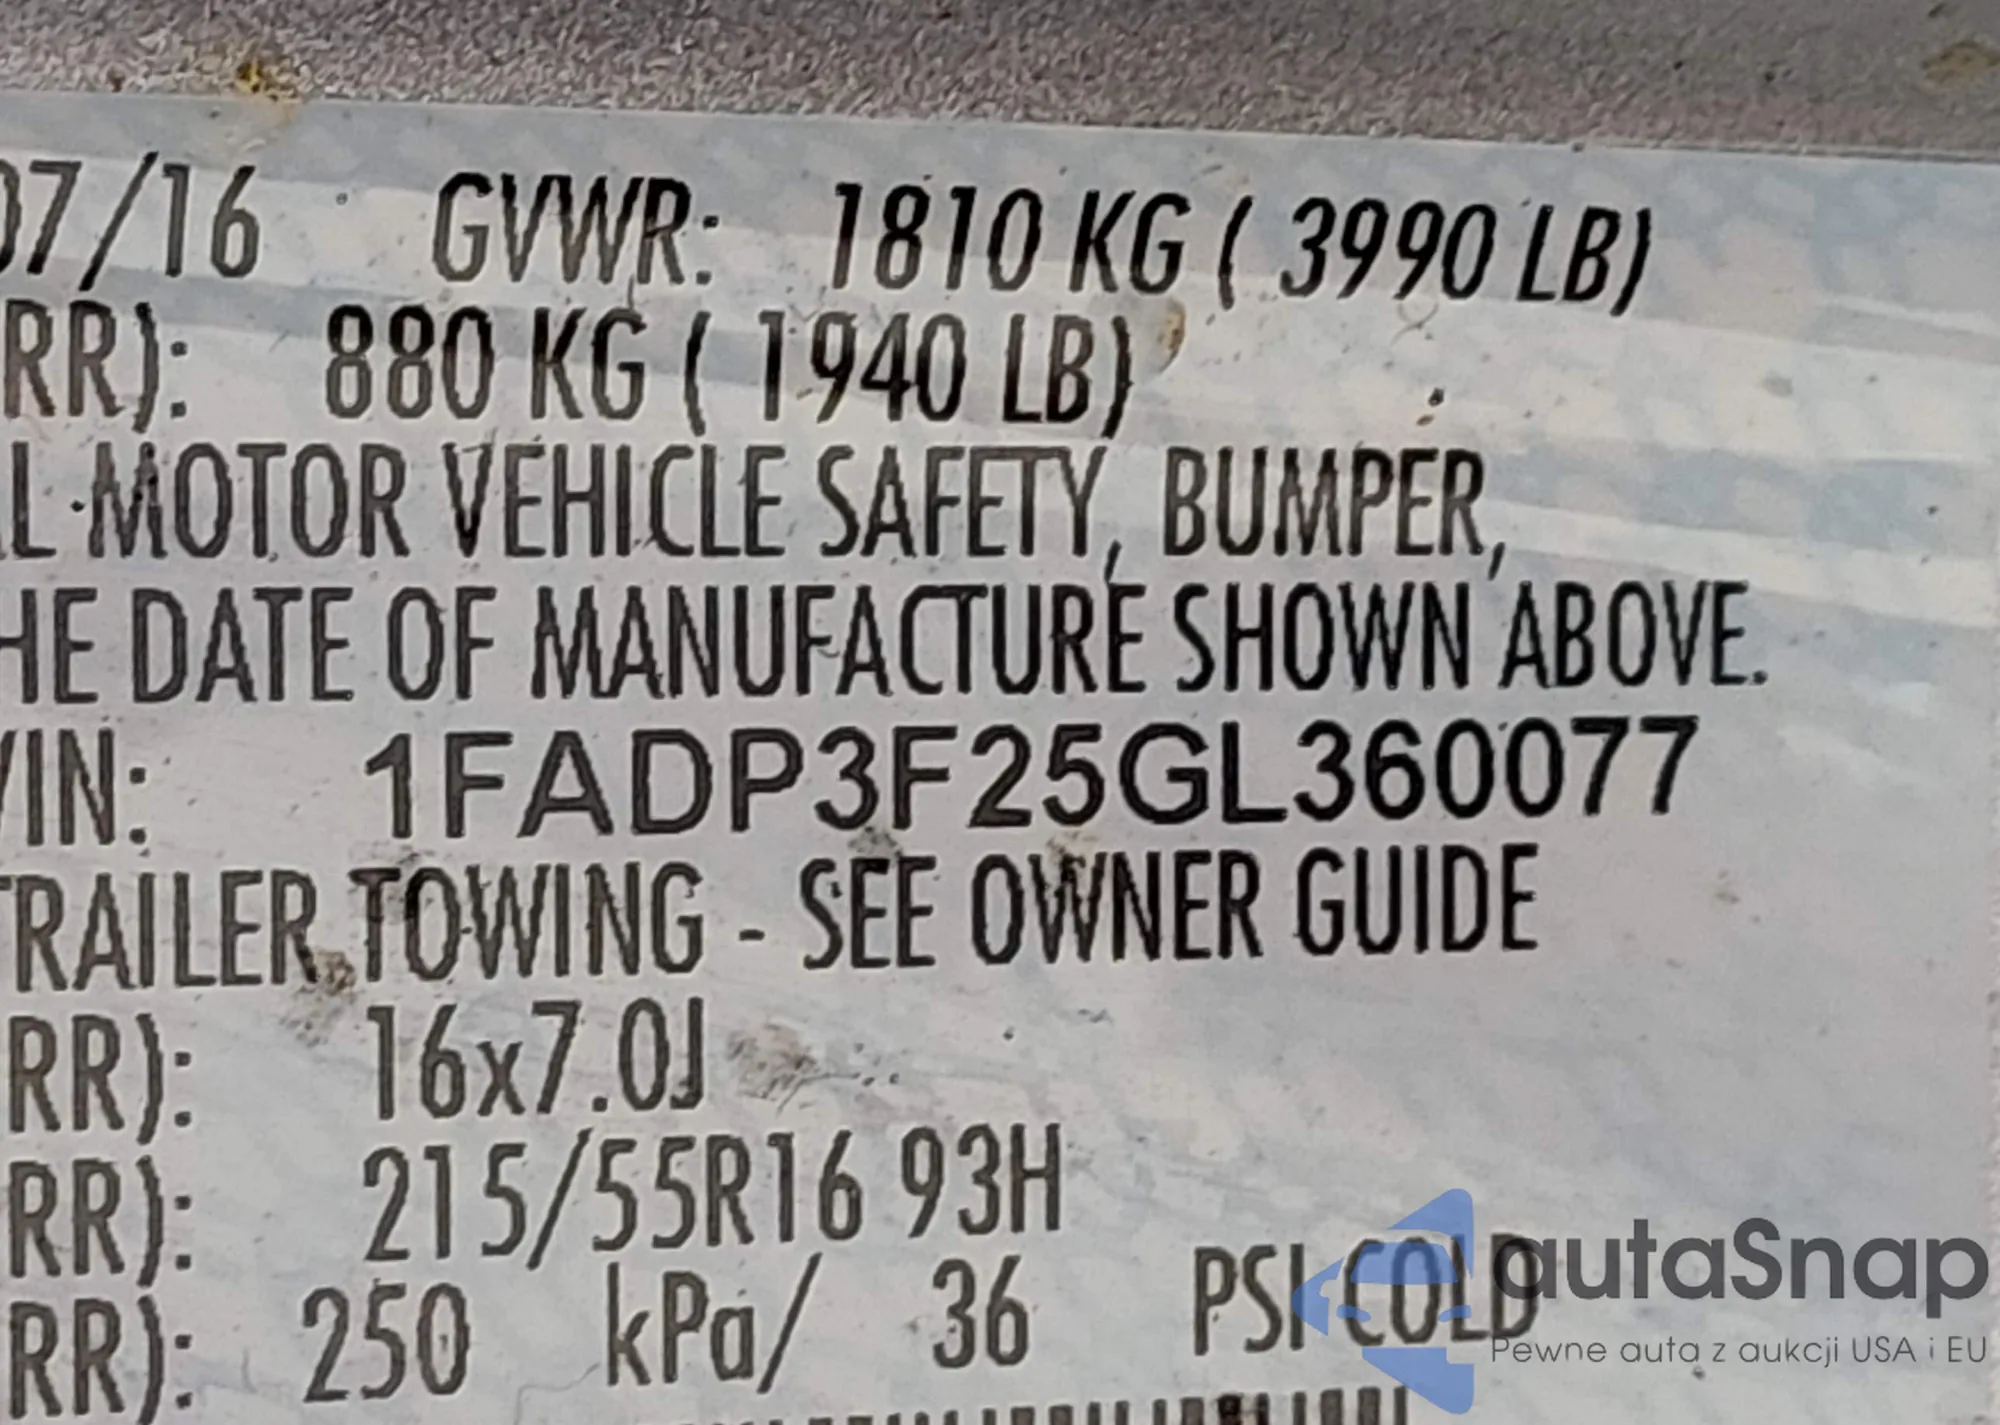 07/16 GVWR: 1810 KG ( 3990 LB)
RR): 880 KG ( 1940 LB)
AL MOTOR VEHICLE SAFETY, BUMPER,
HE DATE OF MANUFACTURE SHOWN ABOVE.
VIN: 1FADP3F25GL360077
TRAILER TOWING - SEE OWNER GUIDE
RR): 16x7.0J
RR): 215/55R16 93H
RR): 250 kPa/ 36 PSI COLD
autaSnap
Pewne auta z aukcji USA i EU